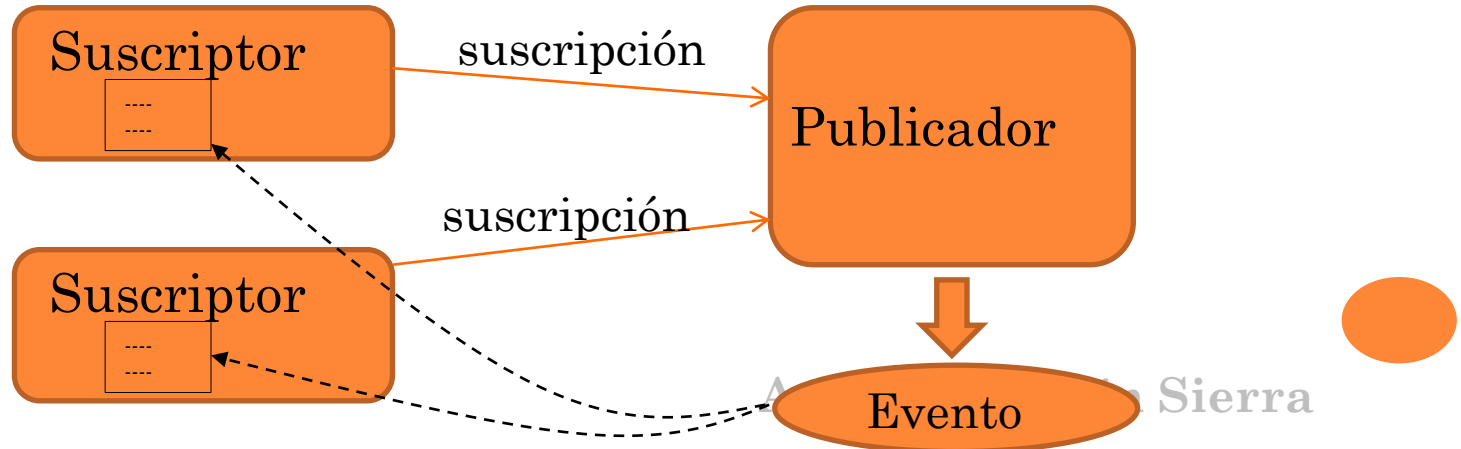 Suscriptor
----
----
suscripción
Publicador
suscripción
Suscriptor
----
----
Evento
Sierra